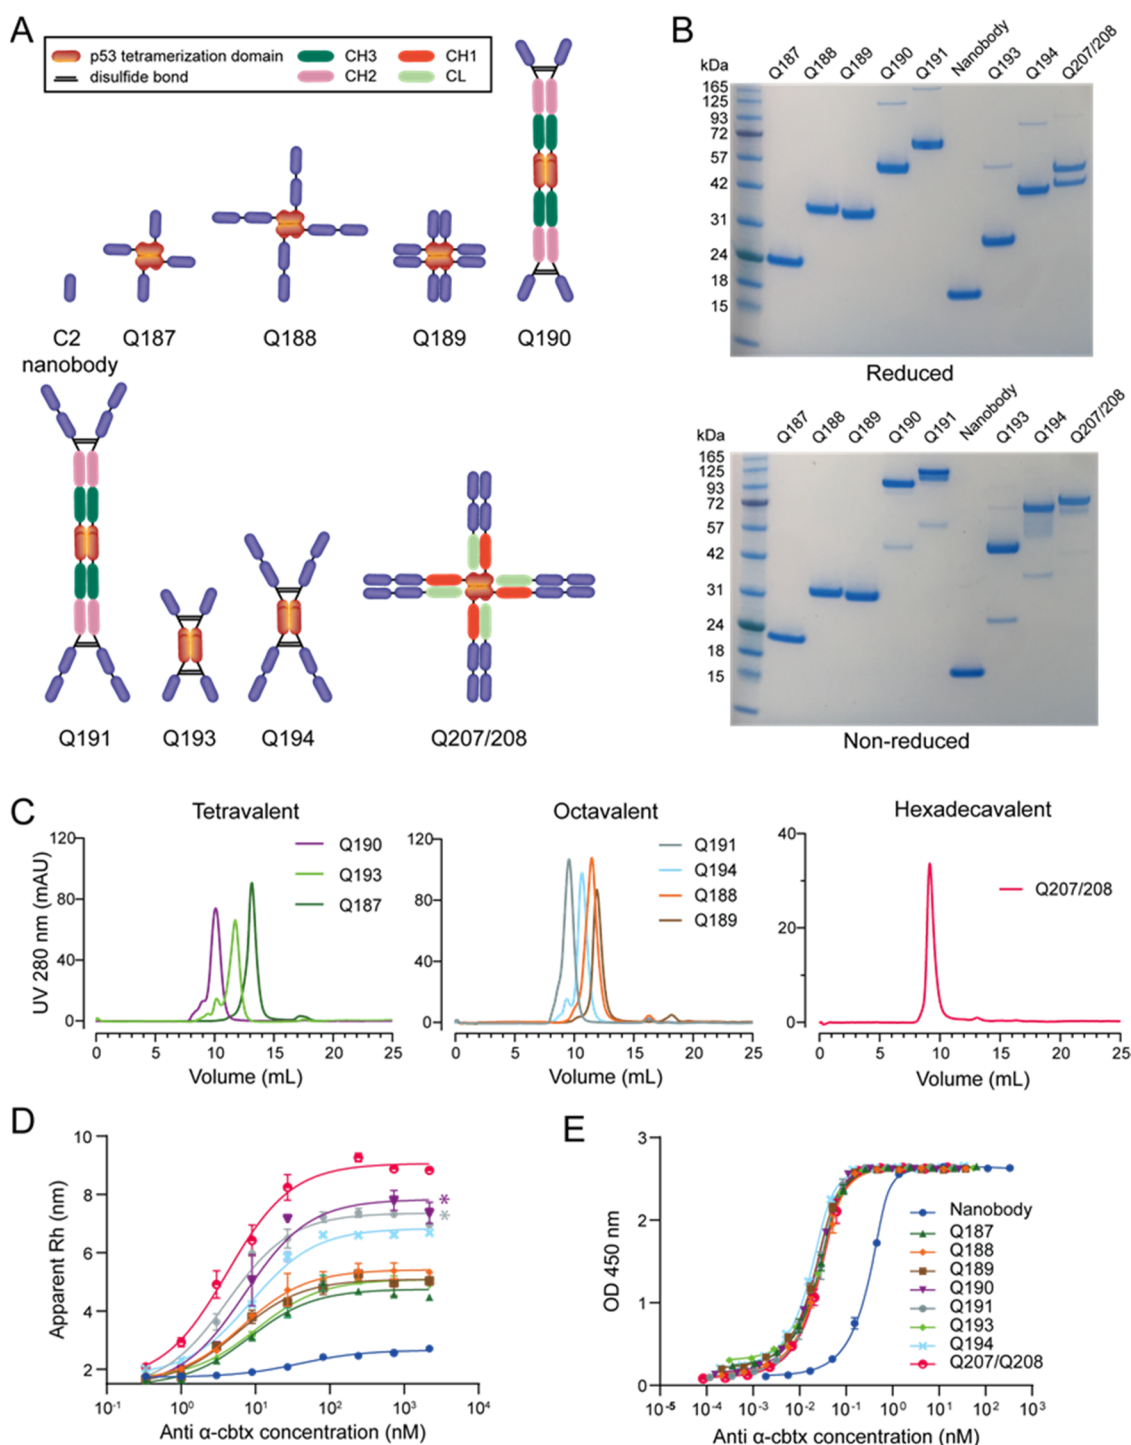 A
p53 tetramerization domain
disulfide bond
CH3
CH2
CH1
CL
C2
nanobody
Q187
Q188
Q189
Q190
Q191
Q193
Q194
Q207/208
B
kDa
Q187
Q188
Q189
Q190
Q191
Nanobody
Q193
Q194
Q207/208
165
125
93
72
57
42
31
24
18
15
Reduced
kDa
Q187
Q188
Q189
Q190
Q191
Nanobody
Q193
Q194
Q207/208
165
125
93
72
57
42
31
24
18
15
Non-reduced
C
Tetravalent
UV 280 nm (mAU)
120
80
40
0
Q190
Q193
Q187
0 5 10 15 20 25
Volume (mL)
Octavalent
120
80
40
0
Q191
Q194
Q188
Q189
0 5 10 15 20 25
Volume (mL)
Hexadecavalent
40
20
0
Q207/208
0 5 10 15 20 25
Volume (mL)
D
Apparent Rh (nm)
10
8
6
4
2
*
*
10-1 100 101 102 103 104
Anti α-cbtx concentration (nM)
E
OD 450 nm
3
2
1
0
Nanobody
Q187
Q188
Q189
Q190
Q191
Q193
Q194
Q207/Q208
10-5 10-4 10-3 10-2 10-1 100 101 102 103
Anti α-cbtx concentration (nM)